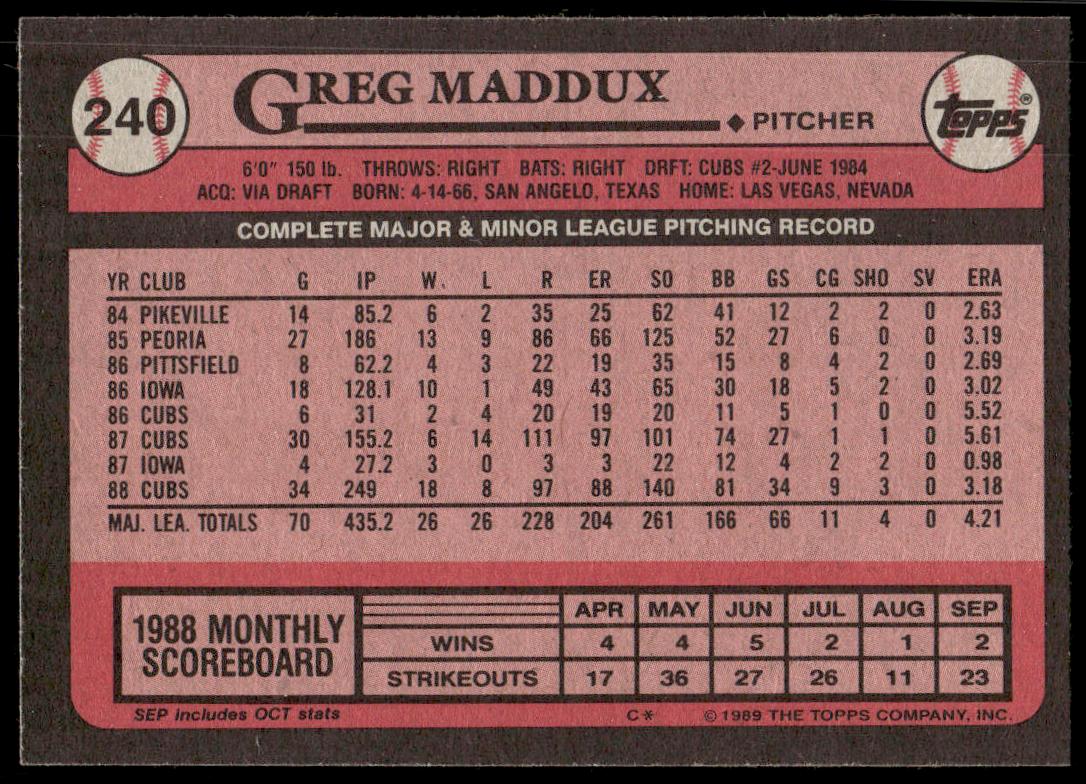 240
GREG MADDUX
◆ PITCHER
Topps®
6'0" 150 lb. THROWS: RIGHT BATS: RIGHT DRFT: CUBS #2-JUNE 1984
ACQ: VIA DRAFT BORN: 4-14-66, SAN ANGELO, TEXAS HOME: LAS VEGAS, NEVADA
COMPLETE MAJOR & MINOR LEAGUE PITCHING RECORD
YR CLUB G IP W. L R ER SO BB GS CG SHO SV ERA
84 PIKEVILLE 14 85.2 6 2 35 25 62 41 12 2 2 0 2.63
85 PEORIA 27 186 13 9 86 66 125 52 27 6 0 0 3.19
86 PITTSFIELD 8 62.2 4 3 22 19 35 15 8 4 2 0 2.69
86 IOWA 18 128.1 10 1 49 43 65 30 18 5 2 0 3.02
86 CUBS 6 31 2 4 20 19 20 11 5 1 0 0 5.52
87 CUBS 30 155.2 6 14 111 97 101 74 27 1 1 0 5.61
87 IOWA 4 27.2 3 0 3 3 22 12 4 2 2 0 0.98
88 CUBS 34 249 18 8 97 88 140 81 34 9 3 0 3.18
MAJ. LEA. TOTALS 70 435.2 26 26 228 204 261 166 66 11 4 0 4.21
1988 MONTHLY
SCOREBOARD
APR MAY JUN JUL AUG SEP
WINS 4 4 5 2 1 2
STRIKEOUTS 17 36 27 26 11 23
SEP includes OCT stats
C* © 1989 THE TOPPS COMPANY, INC.